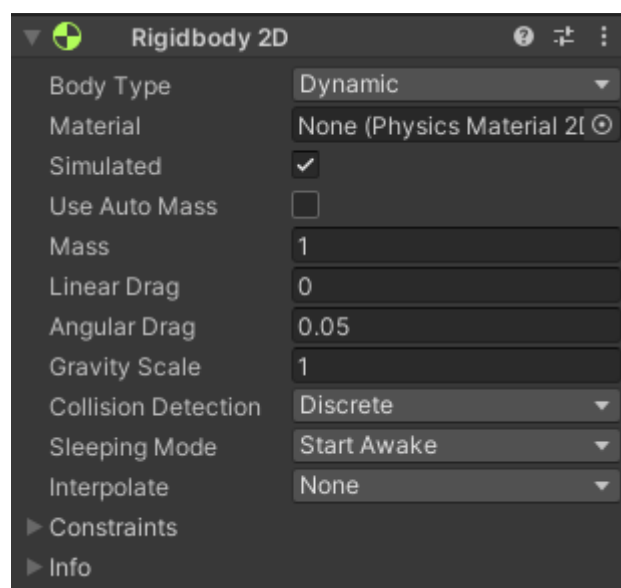 Rigidbody 2D
Body Type Dynamic
Material None (Physics Material 2
Simulated
Use Auto Mass
Mass 1
Linear Drag 0
Angular Drag 0.05
Gravity Scale 1
Collision Detection Discrete
Sleeping Mode Start Awake
Interpolate None
Constraints
Info